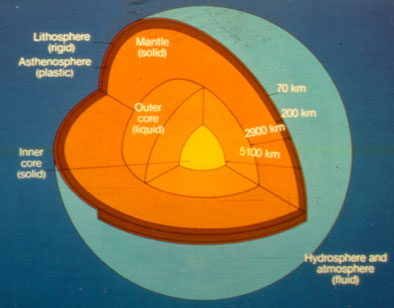 Lithosphere
(rigid)
Asthenosphere
(plastic)
Mantle
(solid)
70 km
200 km
Outer
core
(liquid)
2900 km
5100 km
Inner
core
(solid)
Hydrosphere and
atmosphere
(fluid)